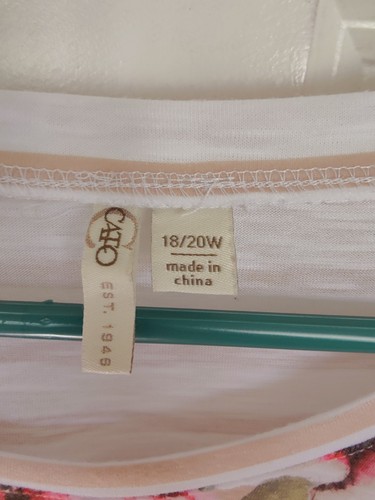 CATO
EST. 1946
18/20W
made in
china